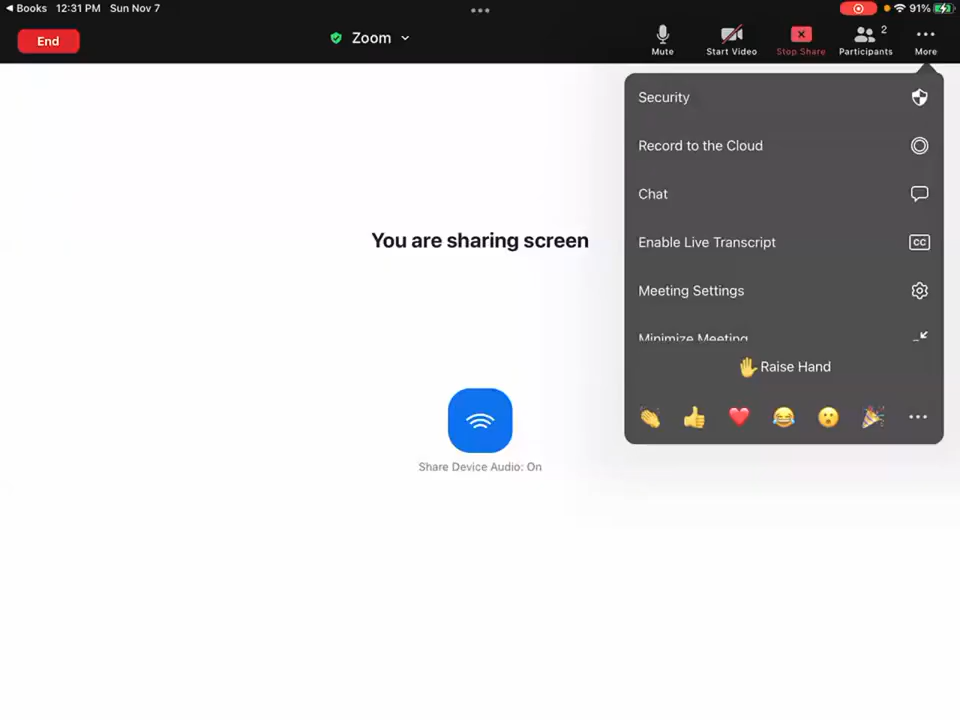 Books 12:31 PM Sun Nov 7
91%
End
Zoom
Mute
Start Video
Stop Share
Participants
2
More
Security
Record to the Cloud
Chat
Enable Live Transcript
CC
Meeting Settings
Minimize Meeting
Raise Hand
You are sharing screen
Share Device Audio: On